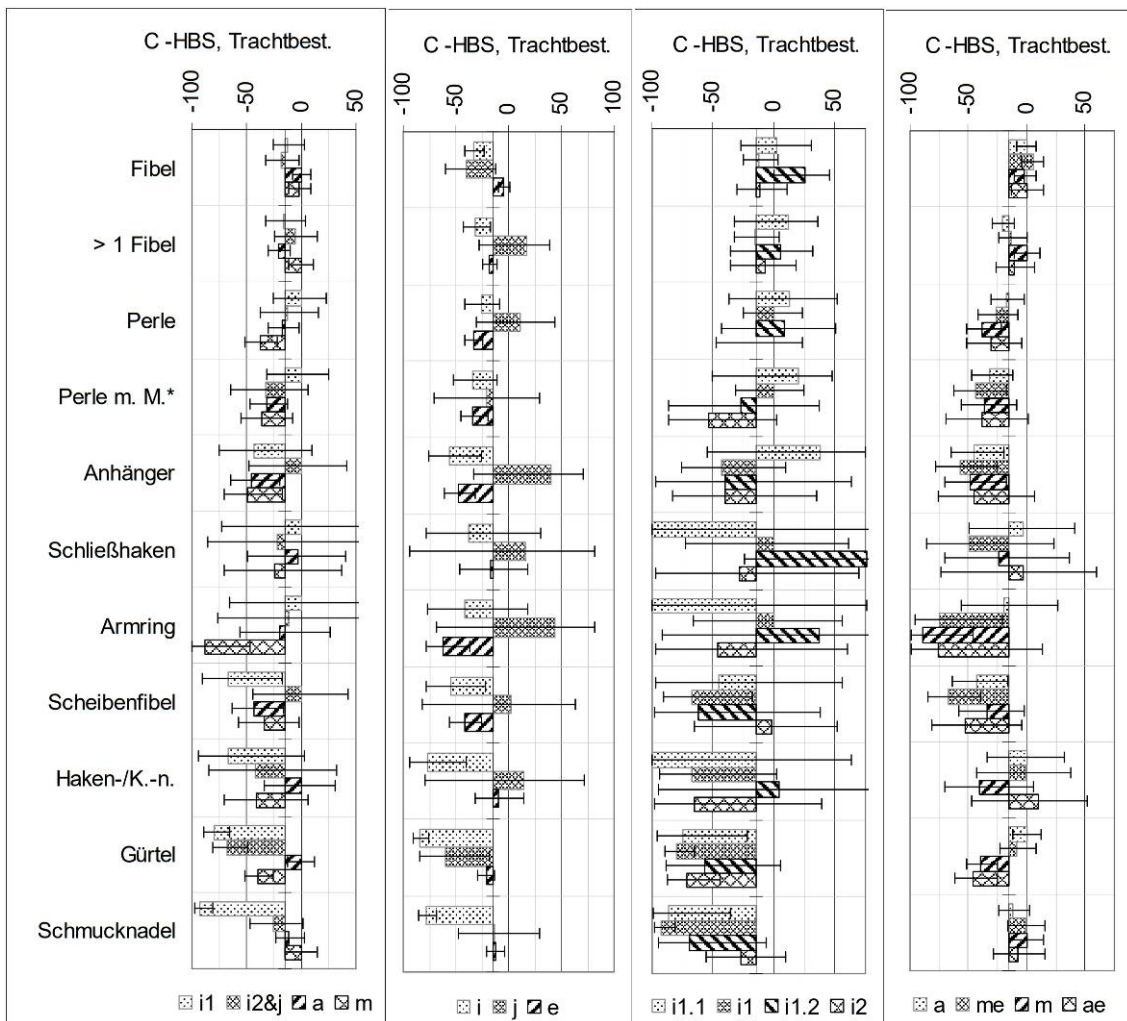 C -HBS, Trachtbest.
C -HBS, Trachtbest.
C -HBS, Trachtbest.
C -HBS, Trachtbest.
-100 -50 0 50
-100 -50 0 50 100
-100 -50 0 50
-100 -50 0 50
Fibel
> 1 Fibel
Perle
Perle m. M.*
Anhänger
Schließhaken
Armring
Scheibenfibel
Haken-/K.-n.
Gürtel
Schmucknadel
i1 i2&j a m
i j e
i1.1 i1 i1.2 i2
a me m ae